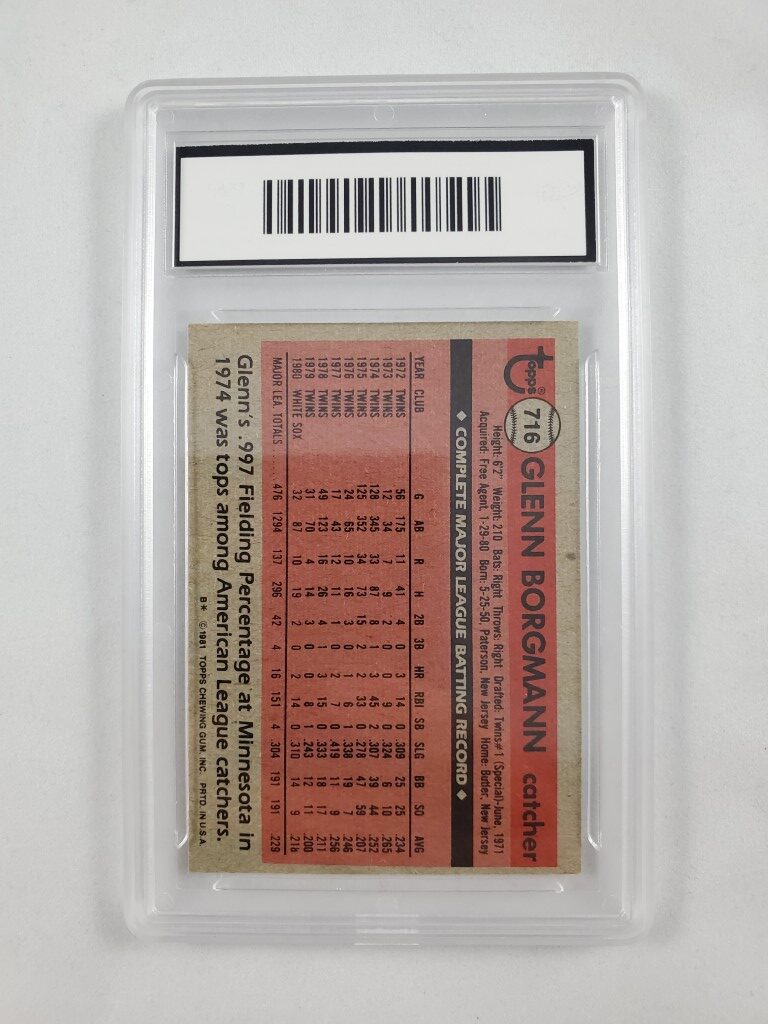 topps®
716
GLENN BORGMANN catcher
Height: 6'2" Weight: 210 Bats: Right Throws: Right Drafted: Twins#1 (Special)-June, 1971
Acquired: Free Agent, 1-29-80 Born: 5-25-50, Paterson, New Jersey Home: Butler, New Jersey
◆ COMPLETE MAJOR LEAGUE BATTING RECORD ◆
YEAR CLUB G AB R H 2B 3B HR RBI SB SLG BB SO AVG
1972 TWINS 56 175 11 41 4 0 3 14 0 .309 25 25 .234
1973 TWINS 12 34 7 9 2 0 0 9 0 .324 6 10 .265
1974 TWINS 128 345 33 87 8 1 3 45 2 .307 39 44 .252
1975 TWINS 125 352 34 73 15 2 2 33 0 .278 47 59 .207
1976 TWINS 24 65 10 16 3 0 1 6 1 .338 19 7 .246
1977 TWINS 17 43 12 11 1 0 2 7 0 .419 11 9 .256
1978 TWINS 49 123 16 26 4 1 3 15 0 .333 18 17 .211
1979 TWINS 31 70 4 14 3 0 0 8 1 .243 12 11 .200
1980 WHITE SOX 32 87 10 19 2 0 2 14 0 .310 14 9 .218
MAJOR LEA. TOTALS 476 1294 137 296 42 4 16 151 4 .304 191 191 .229
Glenn's .997 Fielding Percentage at Minnesota in
1974 was tops among American League catchers.
B* ©1981 TOPPS CHEWING GUM, INC. PRTD. IN U.S.A.